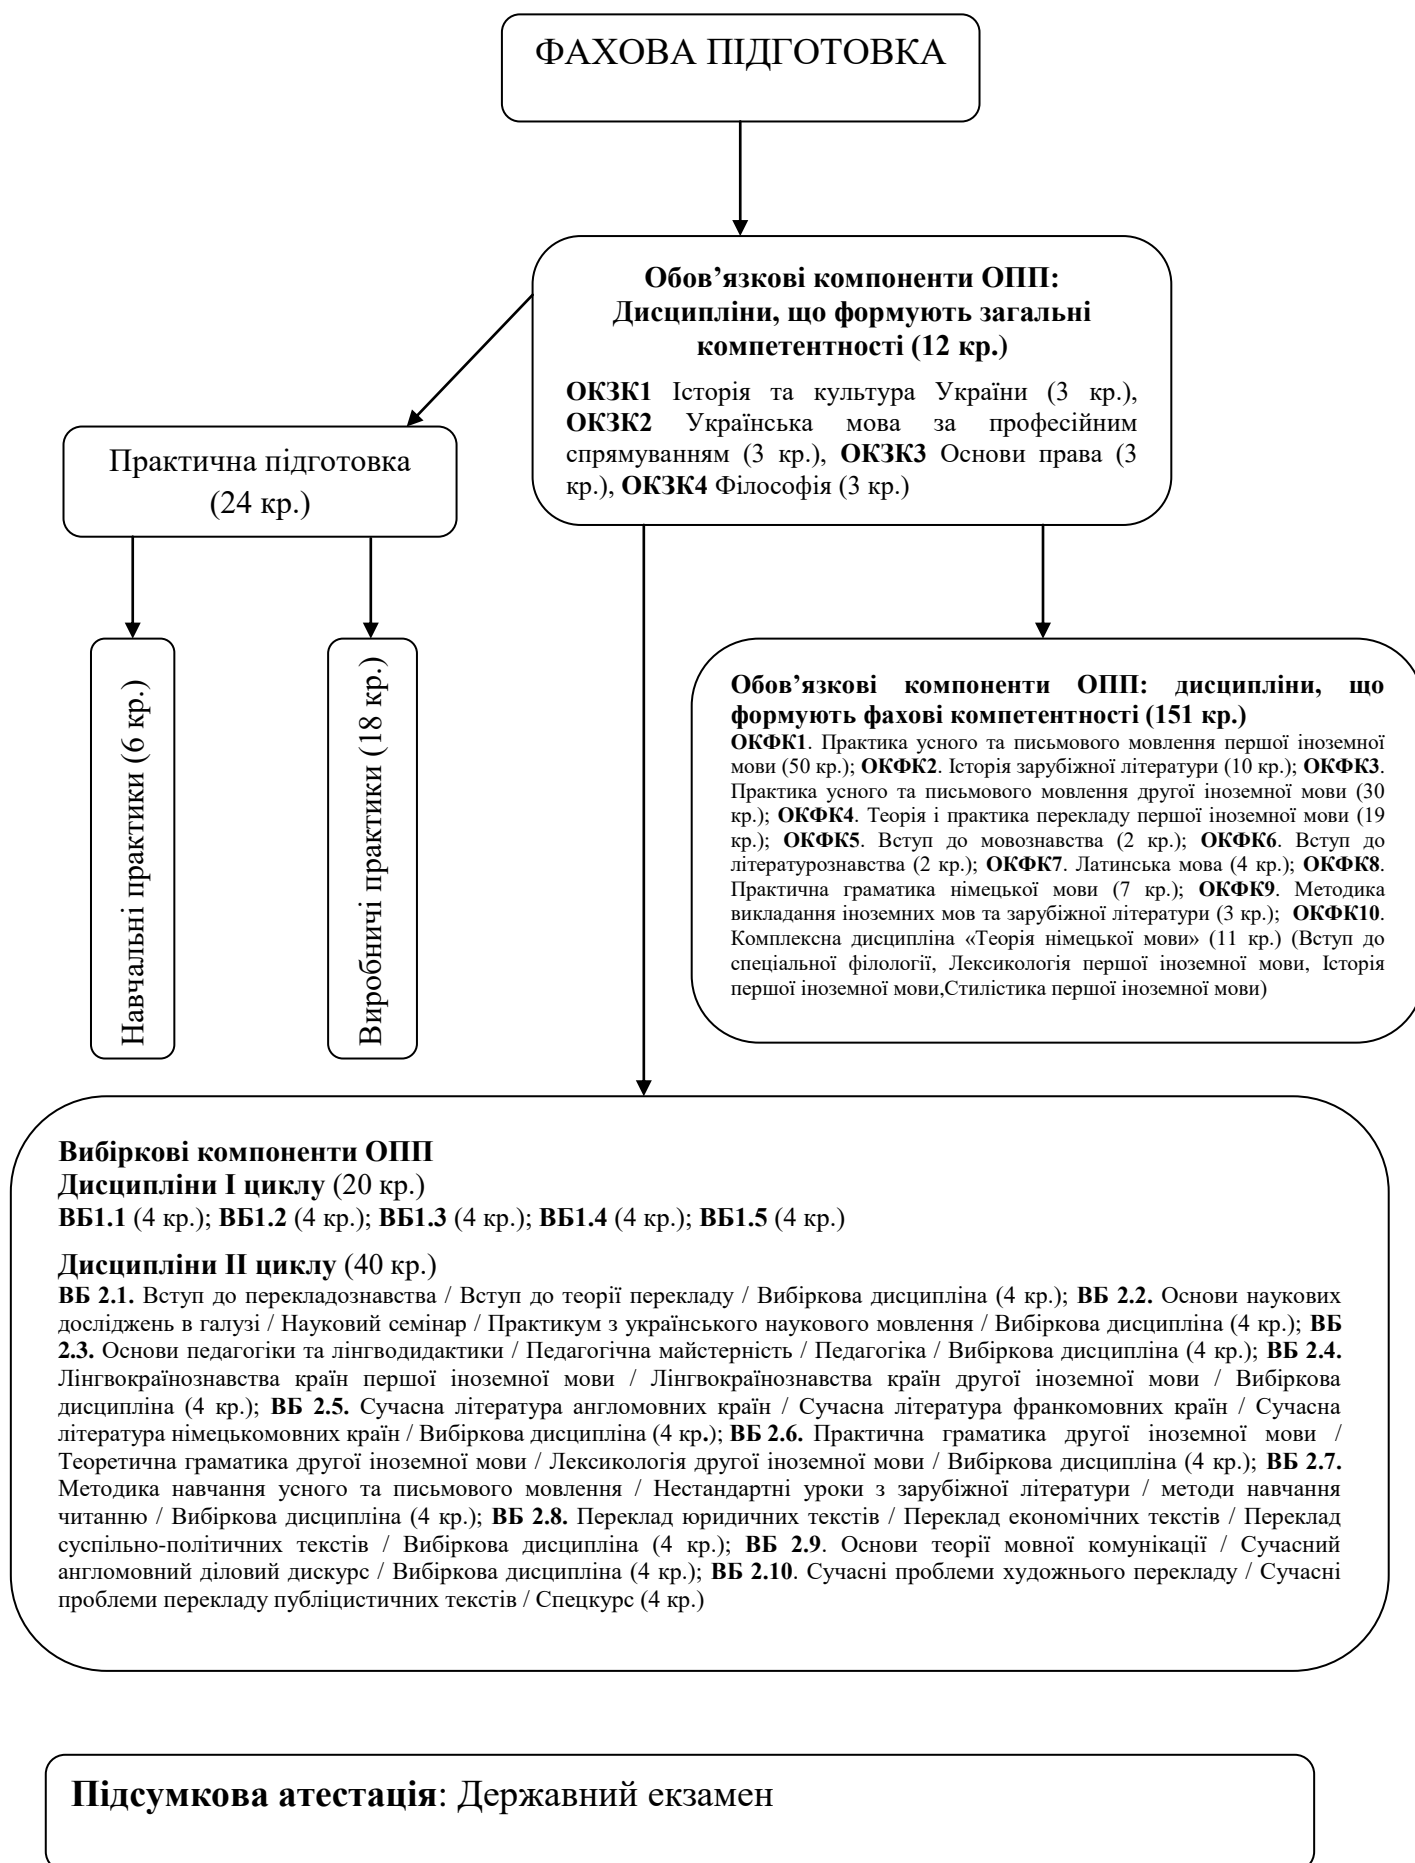 ФАХОВА ПІДГОТОВКА
Обов’язкові компоненти ОПП:
Дисципліни, що формують загальні
компетентності (12 кр.)
ОКЗК1 Історія та культура України (3 кр.),
ОКЗК2 Українська мова за професійним
спрямуванням (3 кр.), ОКЗК3 Основи права (3
кр.), ОКЗК4 Філософія (3 кр.)
Практична підготовка
(24 кр.)
Навчальні практики (6 кр.)
Виробничі практики (18 кр.)
Обов’язкові компоненти ОПП: дисципліни, що
формують фахові компетентності (151 кр.)
ОКФК1. Практика усного та письмового мовлення першої іноземної
мови (50 кр.); ОКФК2. Історія зарубіжної літератури (10 кр.); ОКФК3.
Практика усного та письмового мовлення другої іноземної мови (30
кр.); ОКФК4. Теорія і практика перекладу першої іноземної мови (19
кр.); ОКФК5. Вступ до мовознавства (2 кр.); ОКФК6. Вступ до
літературознавства (2 кр.); ОКФК7. Латинська мова (4 кр.); ОКФК8.
Практична граматика німецької мови (7 кр.); ОКФК9. Методика
викладання іноземних мов та зарубіжної літератури (3 кр.); ОКФК10.
Комплексна дисципліна «Теорія німецької мови» (11 кр.) (Вступ до
спеціальної філології, Лексикологія першої іноземної мови, Історія
першої іноземної мови,Стилістика першої іноземної мови)
Вибіркові компоненти ОПП
Дисципліни І циклу (20 кр.)
ВБ1.1 (4 кр.); ВБ1.2 (4 кр.); ВБ1.3 (4 кр.); ВБ1.4 (4 кр.); ВБ1.5 (4 кр.)
Дисципліни ІІ циклу (40 кр.)
ВБ 2.1. Вступ до перекладознавства / Вступ до теорії перекладу / Вибіркова дисципліна (4 кр.); ВБ 2.2. Основи наукових
досліджень в галузі / Науковий семінар / Практикум з українського наукового мовлення / Вибіркова дисципліна (4 кр.); ВБ
2.3. Основи педагогіки та лінгводидактики / Педагогічна майстерність / Педагогіка / Вибіркова дисципліна (4 кр.); ВБ 2.4.
Лінгвокраїнознавства країн першої іноземної мови / Лінгвокраїнознавства країн другої іноземної мови / Вибіркова
дисципліна (4 кр.); ВБ 2.5. Сучасна література англомовних країн / Сучасна література франкомовних країн / Сучасна
література німецькомовних країн / Вибіркова дисципліна (4 кр.); ВБ 2.6. Практична граматика другої іноземної мови /
Теоретична граматика другої іноземної мови / Лексикологія другої іноземної мови / Вибіркова дисципліна (4 кр.); ВБ 2.7.
Методика навчання усного та письмового мовлення / Нестандартні уроки з зарубіжної літератури / методи навчання
читанню / Вибіркова дисципліна (4 кр.); ВБ 2.8. Переклад юридичних текстів / Переклад економічних текстів / Переклад
суспільно-політичних текстів / Вибіркова дисципліна (4 кр.); ВБ 2.9. Основи теорії мовної комунікації / Сучасний
англомовний діловий дискурс / Вибіркова дисципліна (4 кр.); ВБ 2.10. Сучасні проблеми художнього перекладу / Сучасні
проблеми перекладу публіцистичних текстів / Спецкурс (4 кр.)
Підсумкова атестація: Державний екзамен